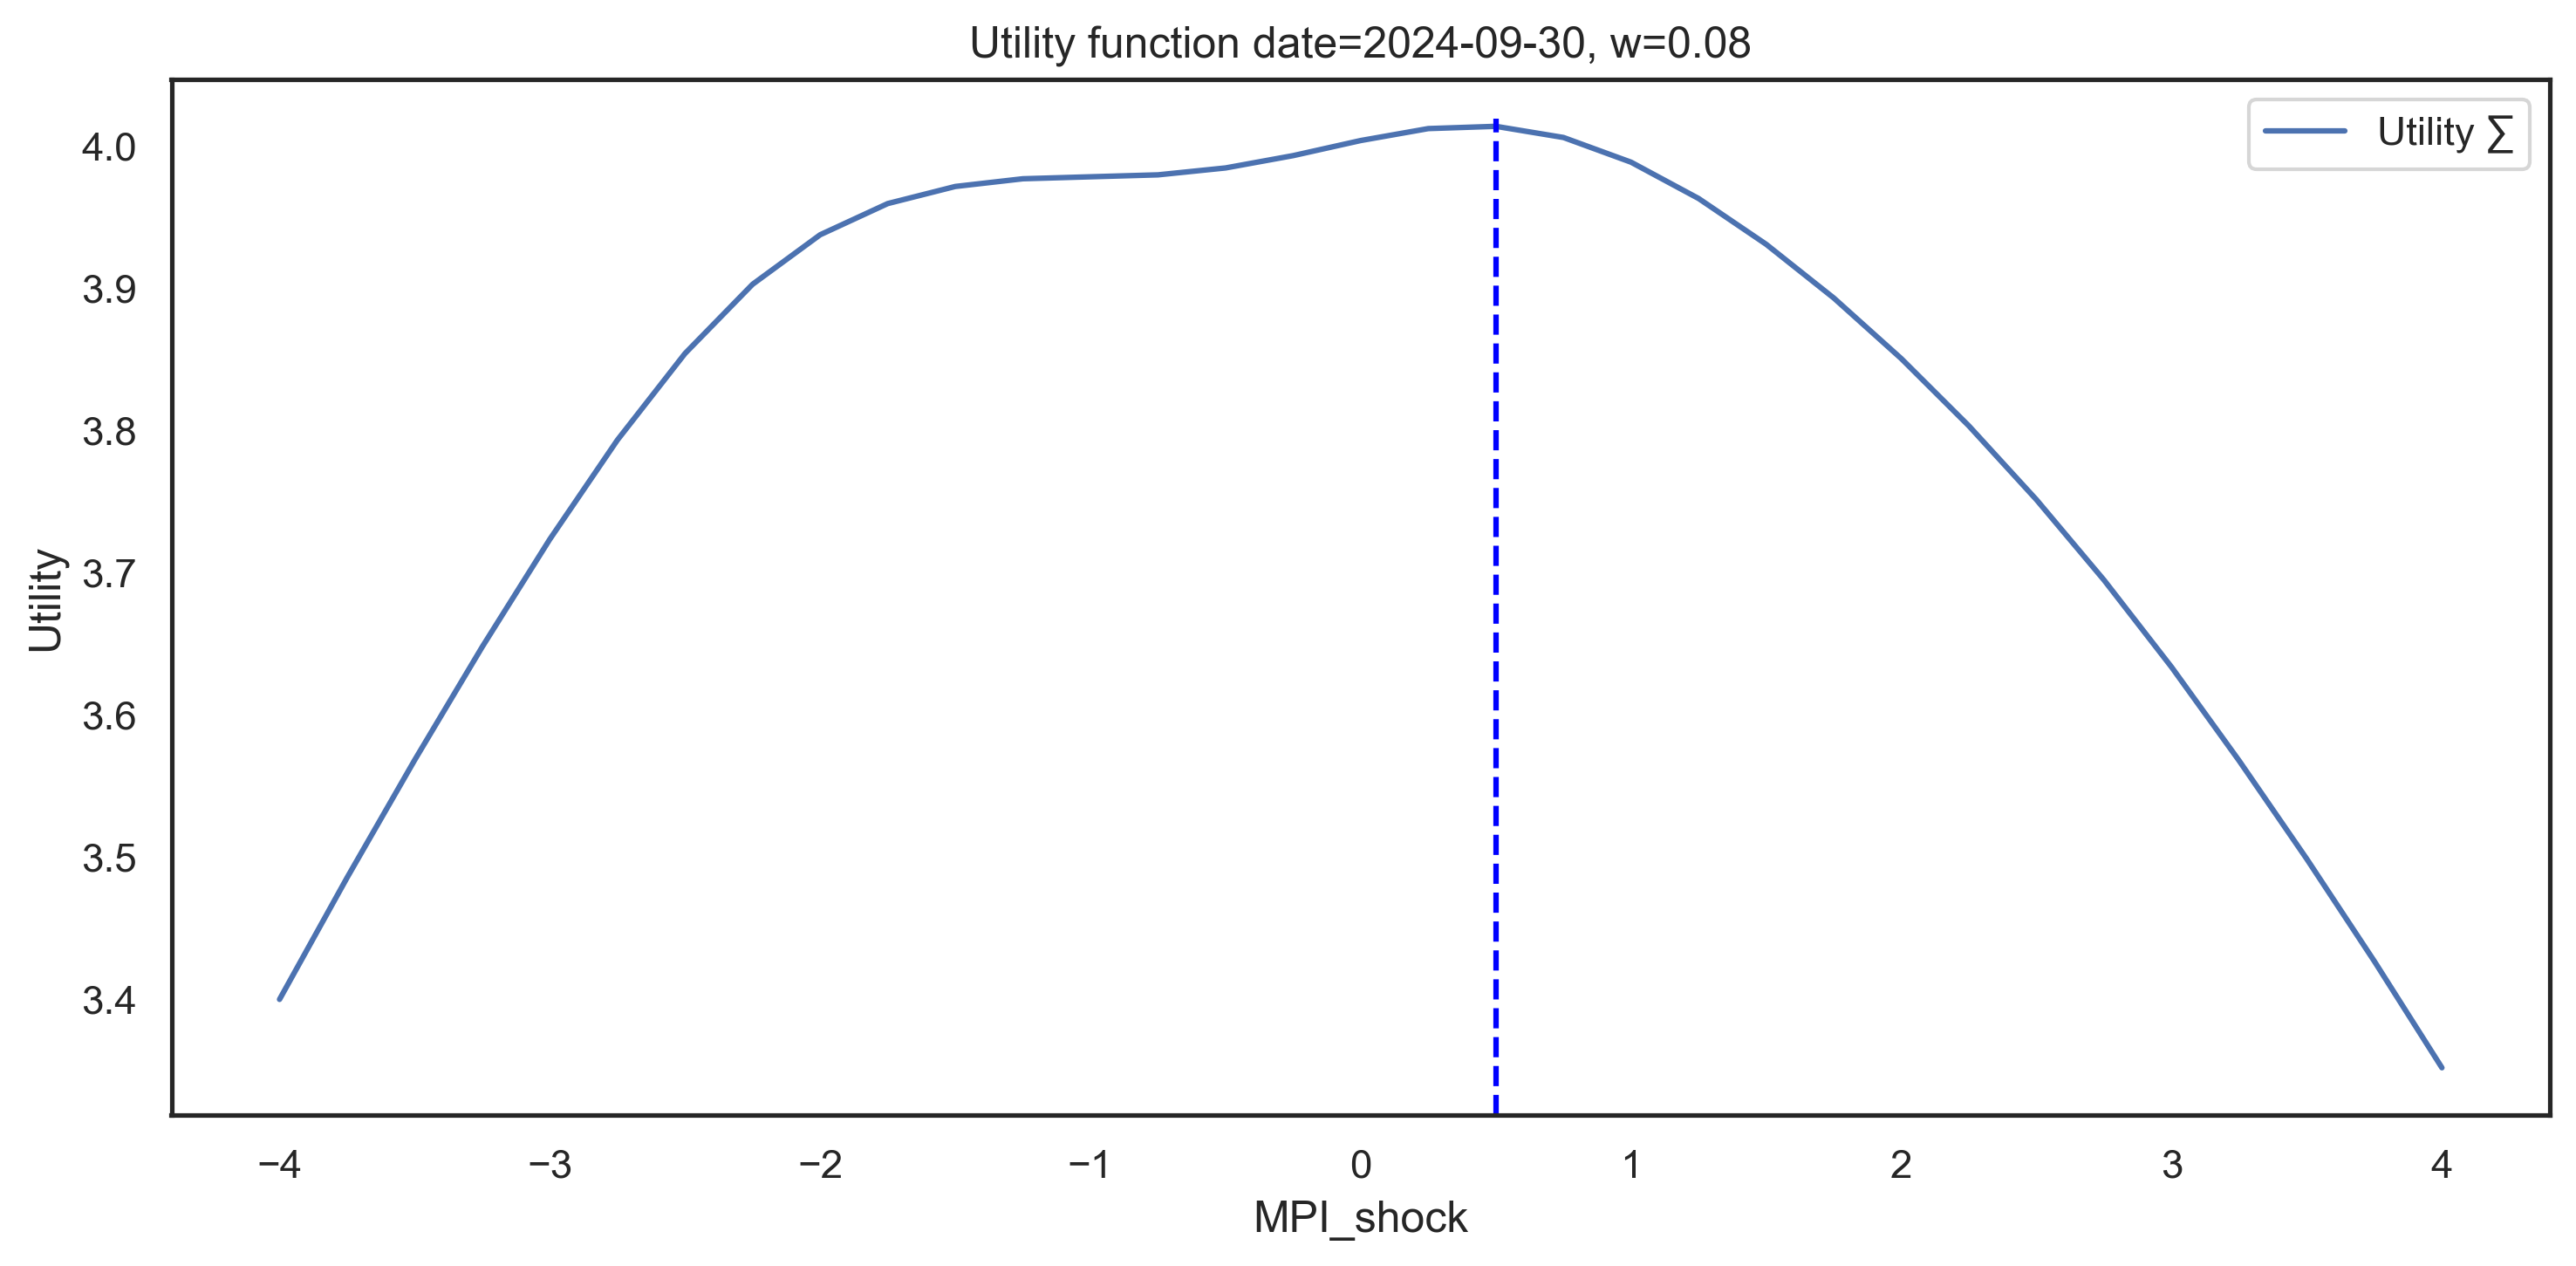 Utility function date=2024-09-30, w=0.08
Utility ∑
4.0
3.9
3.8
3.7
3.6
3.5
3.4
Utility
−4 −3 −2 −1 0 1 2 3 4
MPI_shock